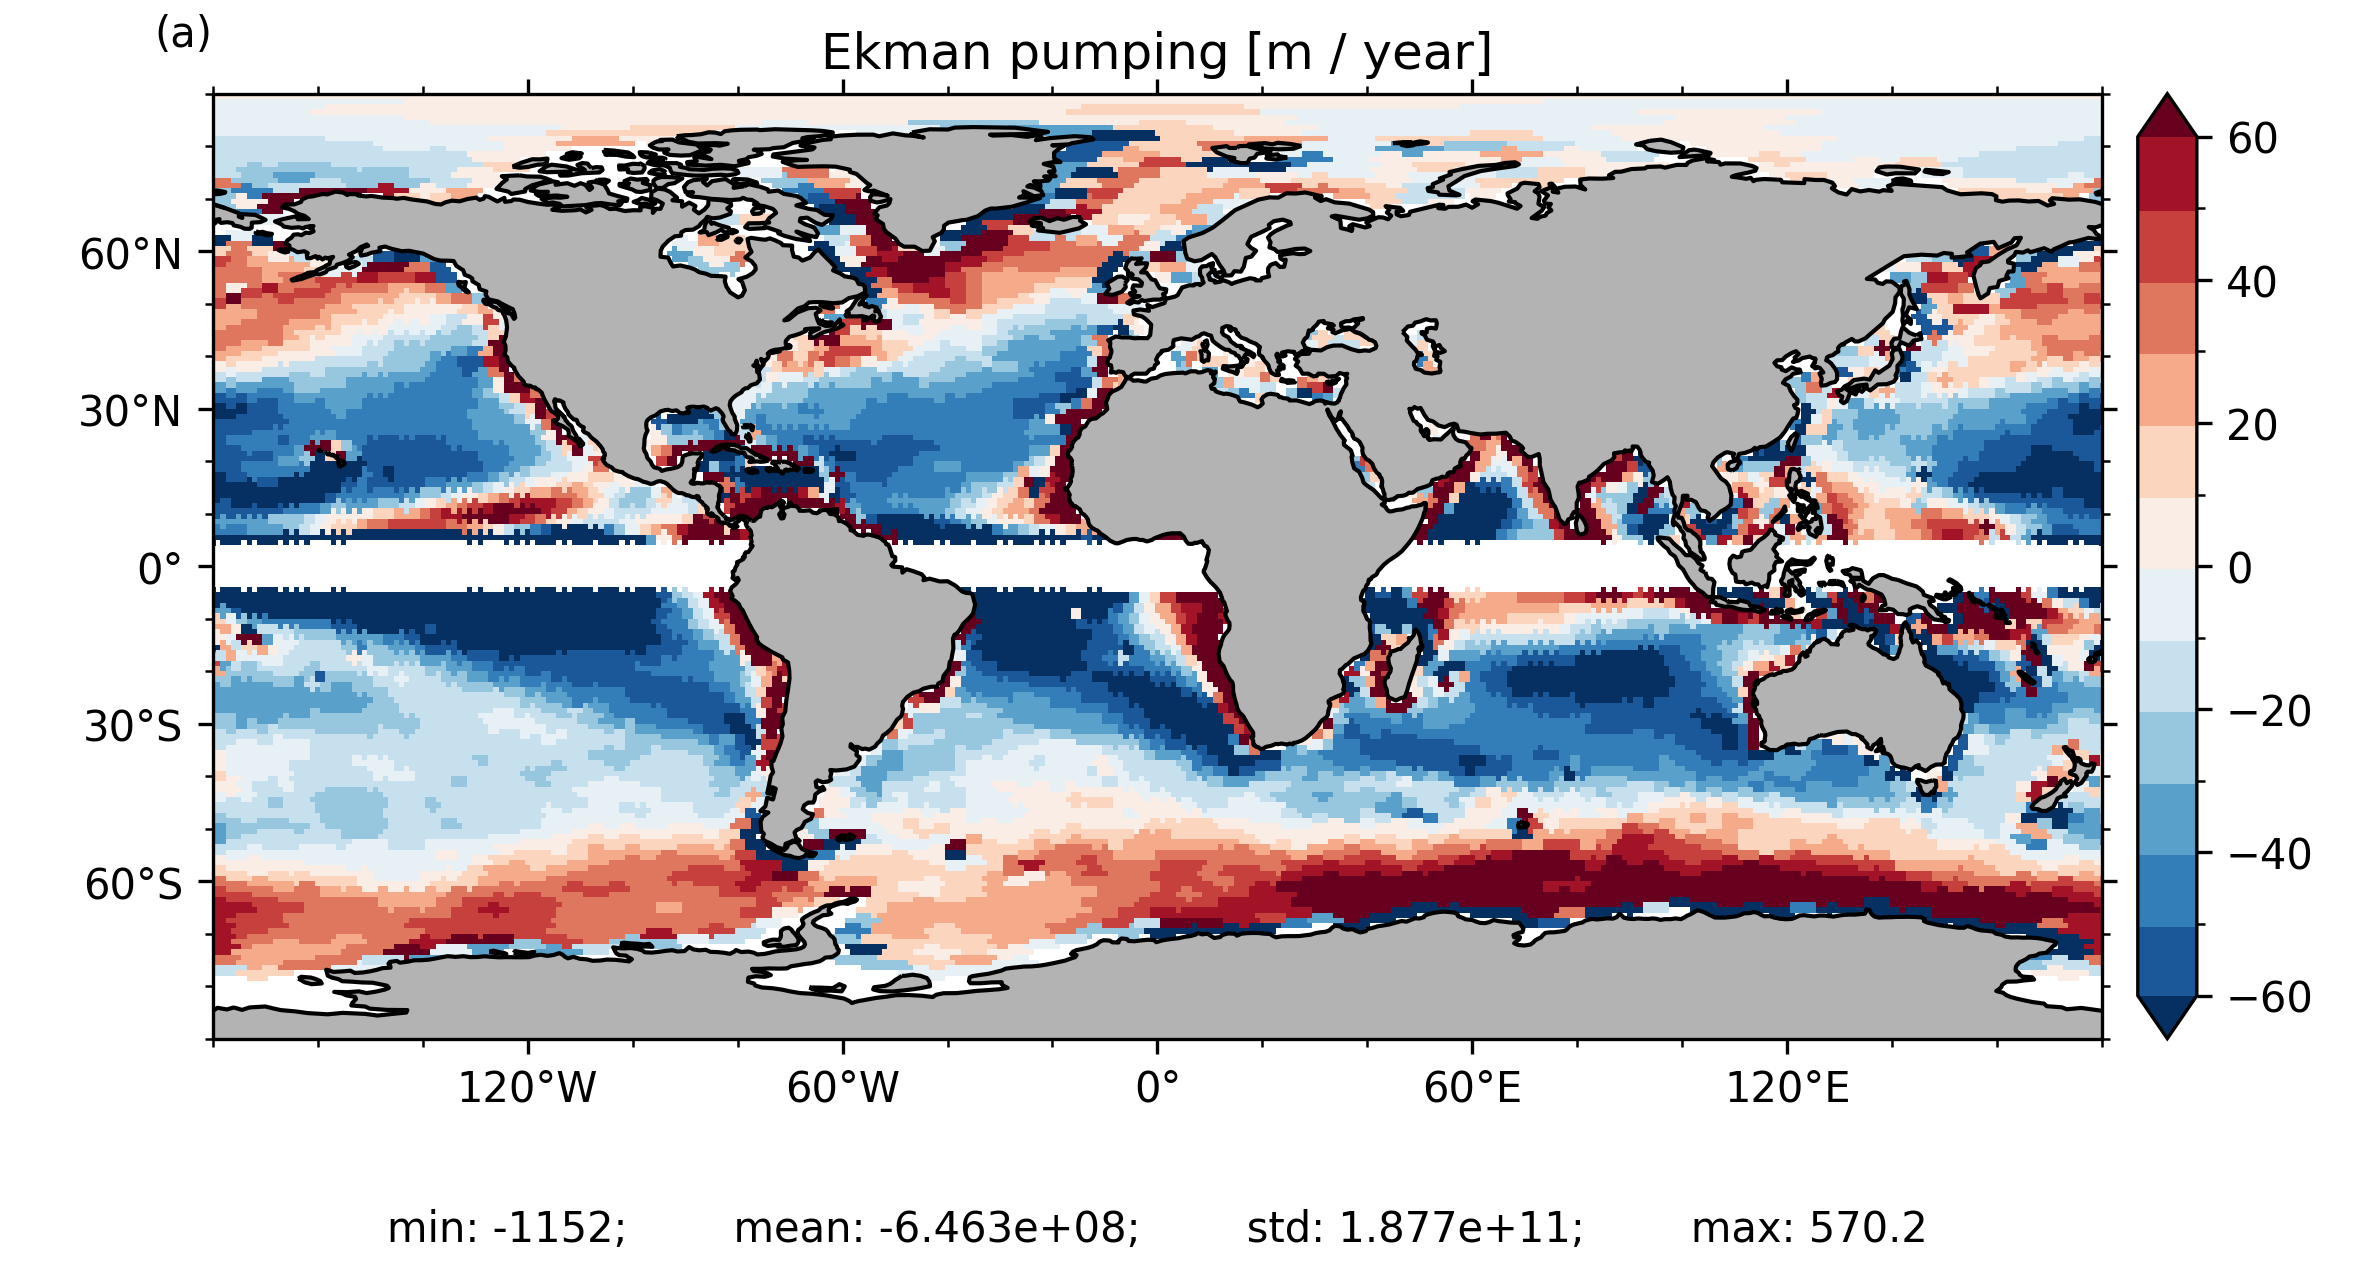 (a)
Ekman pumping [m / year]
60°N
30°N
0°
30°S
60°S
120°W 60°W 0° 60°E 120°E
60
40
20
0
−20
−40
−60
min: -1152; mean: -6.463e+08; std: 1.877e+11; max: 570.2